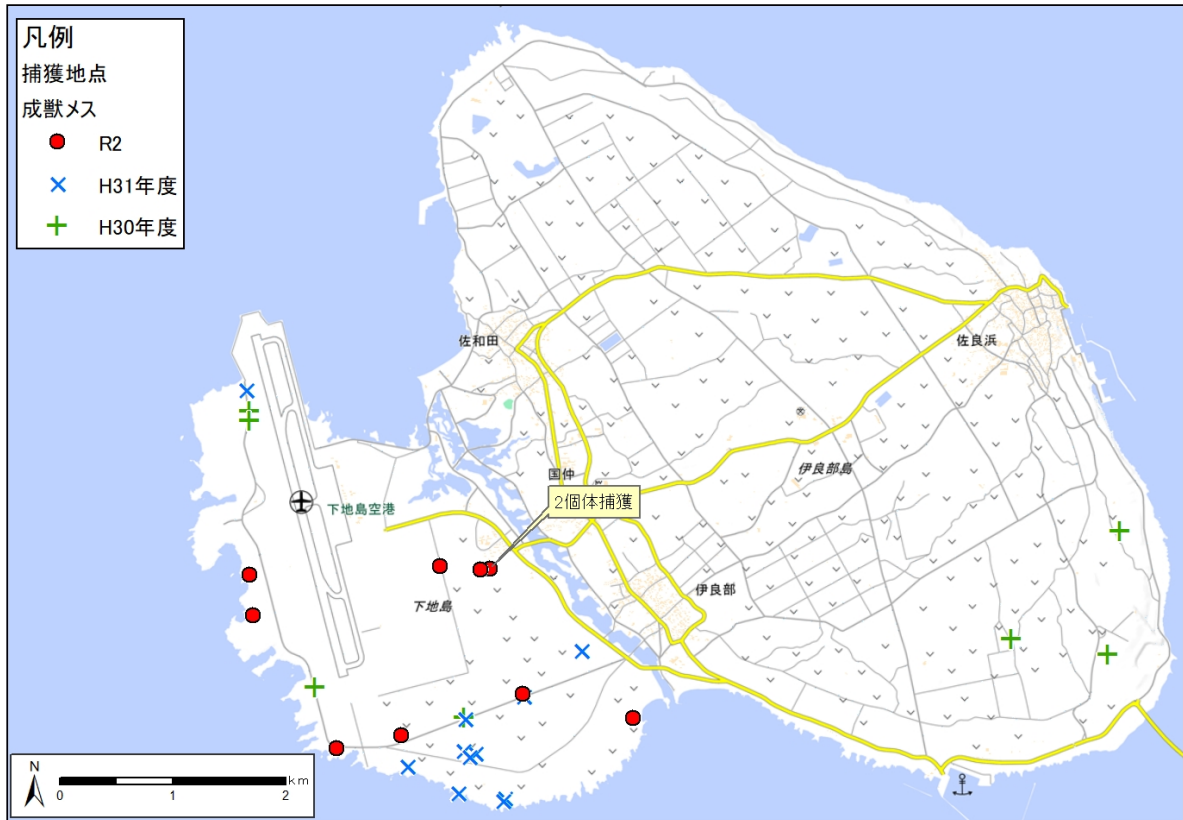 凡例
捕獲地点
成獣メス
R2
H31年度
H30年度
佐和田
佐良浜
国仲
伊良部島
2個体捕獲
下地島空港
伊良部
下地島
N
km
0 1 2